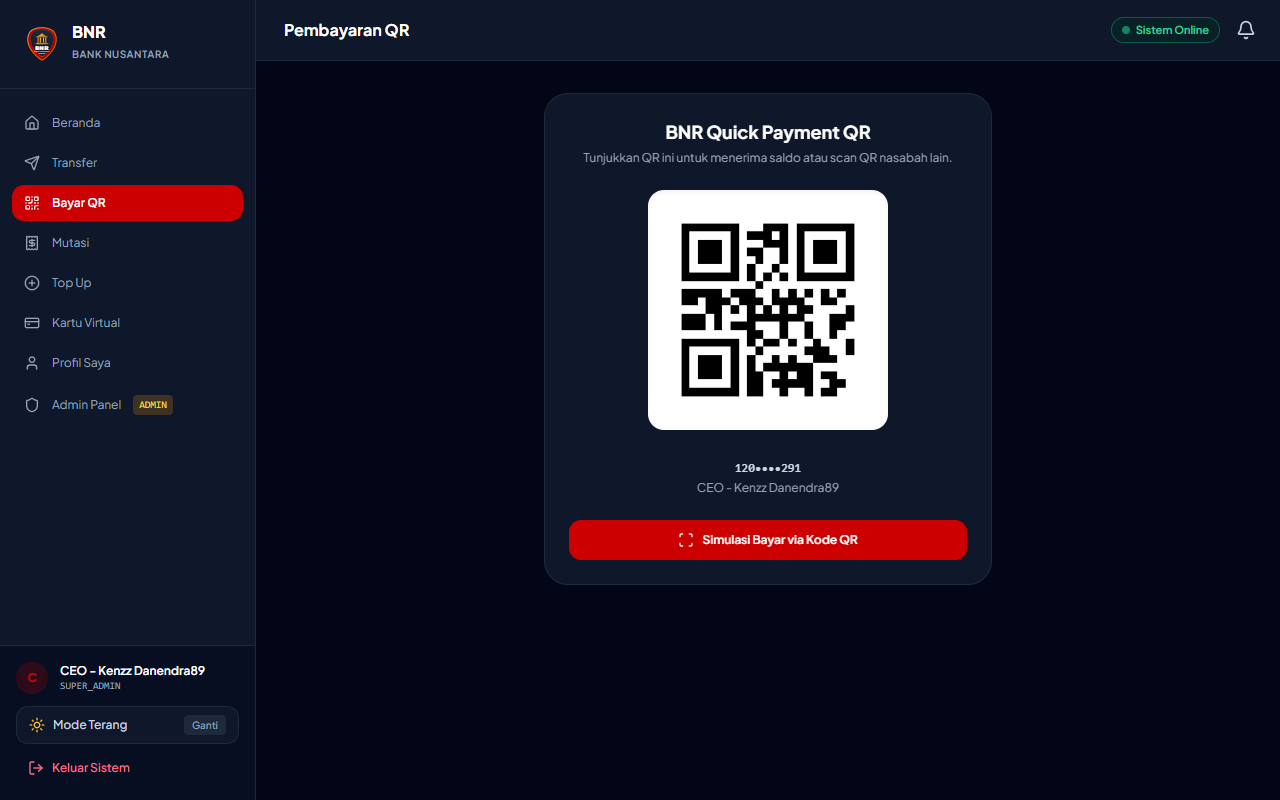 BNR
BNR
BANK NUSANTARA
Pembayaran QR
Sistem Online
Beranda
Transfer
Bayar QR
Mutasi
Top Up
Kartu Virtual
Profil Saya
Admin Panel ADMIN
BNR Quick Payment QR
Tunjukkan QR ini untuk menerima saldo atau scan QR nasabah lain.
120••••291
CEO - Kenzz Danendra89
Simulasi Bayar via Kode QR
C
CEO - Kenzz Danendra89
SUPER_ADMIN
Mode Terang Ganti
Keluar Sistem